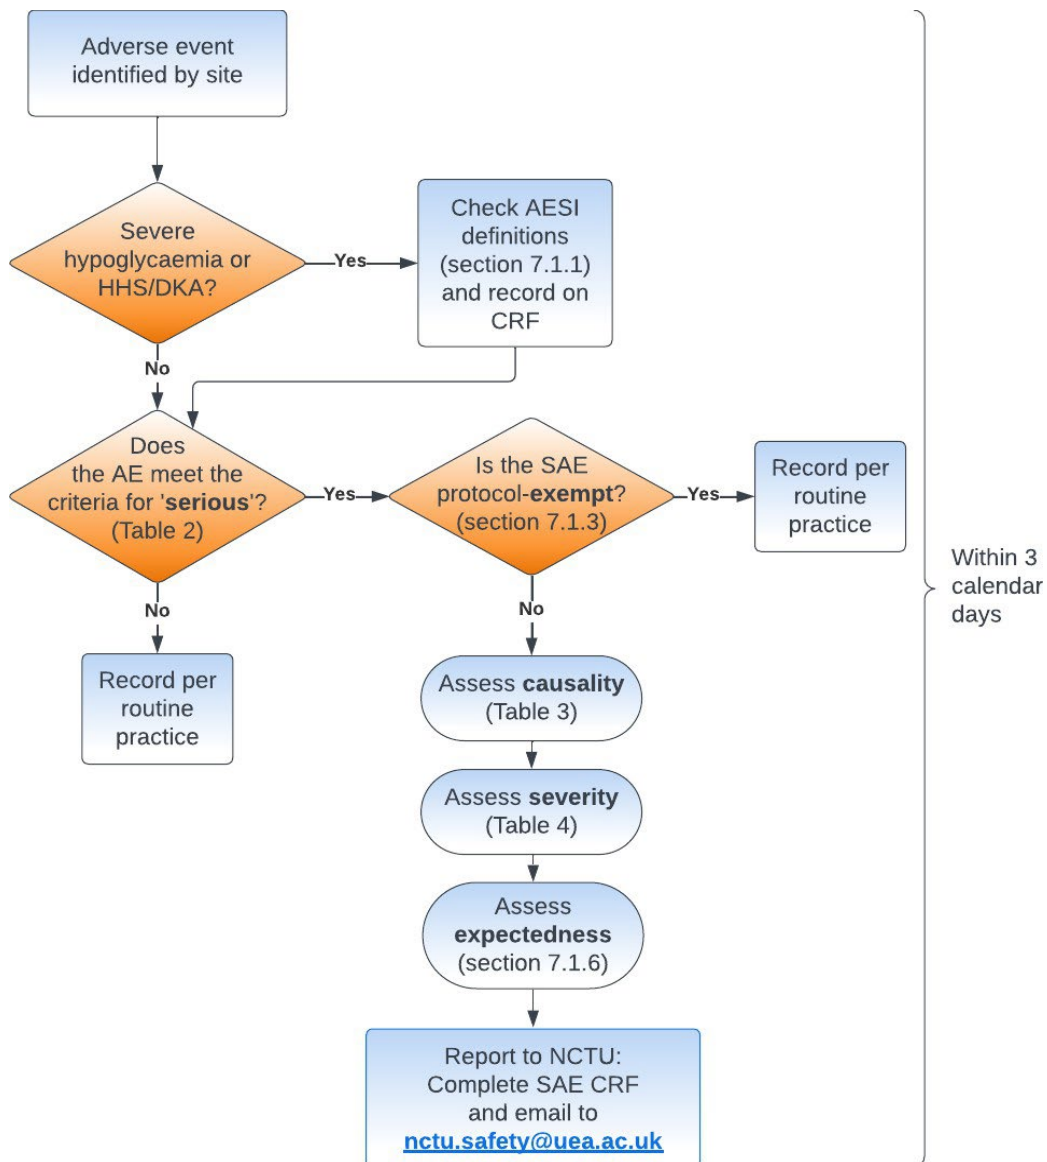 Adverse event
identified by site
Severe
hypoglycaemia or
HHS/DKA?
Yes
Check AESI
definitions
(section 7.1.1)
and record on
CRF
No
Does
the AE meet the
criteria for 'serious'?
(Table 2)
Yes
Is the SAE
protocol-exempt?
(section 7.1.3)
Yes
Record per
routine
practice
No
Record per
routine
practice
No
Assess causality
(Table 3)
Assess severity
(Table 4)
Assess
expectedness
(section 7.1.6)
Report to NCTU:
Complete SAE CRF
and email to
nctu.safety@uea.ac.uk
Within 3
calendar
days